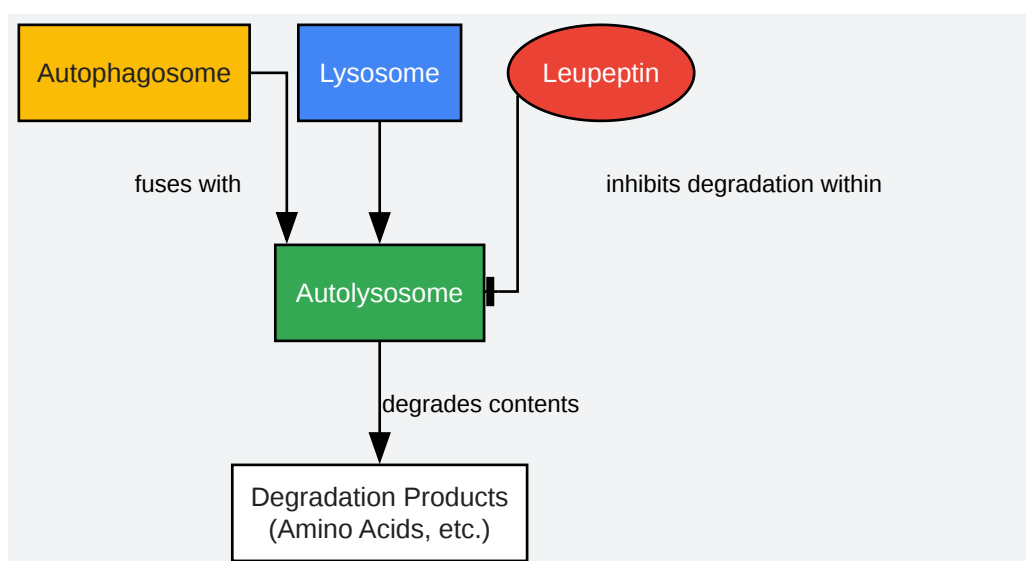 Autophagosome
Lysosome
Leupeptin
fuses with
inhibits degradation within
Autolysosome
degrades contents
Degradation Products
(Amino Acids, etc.)